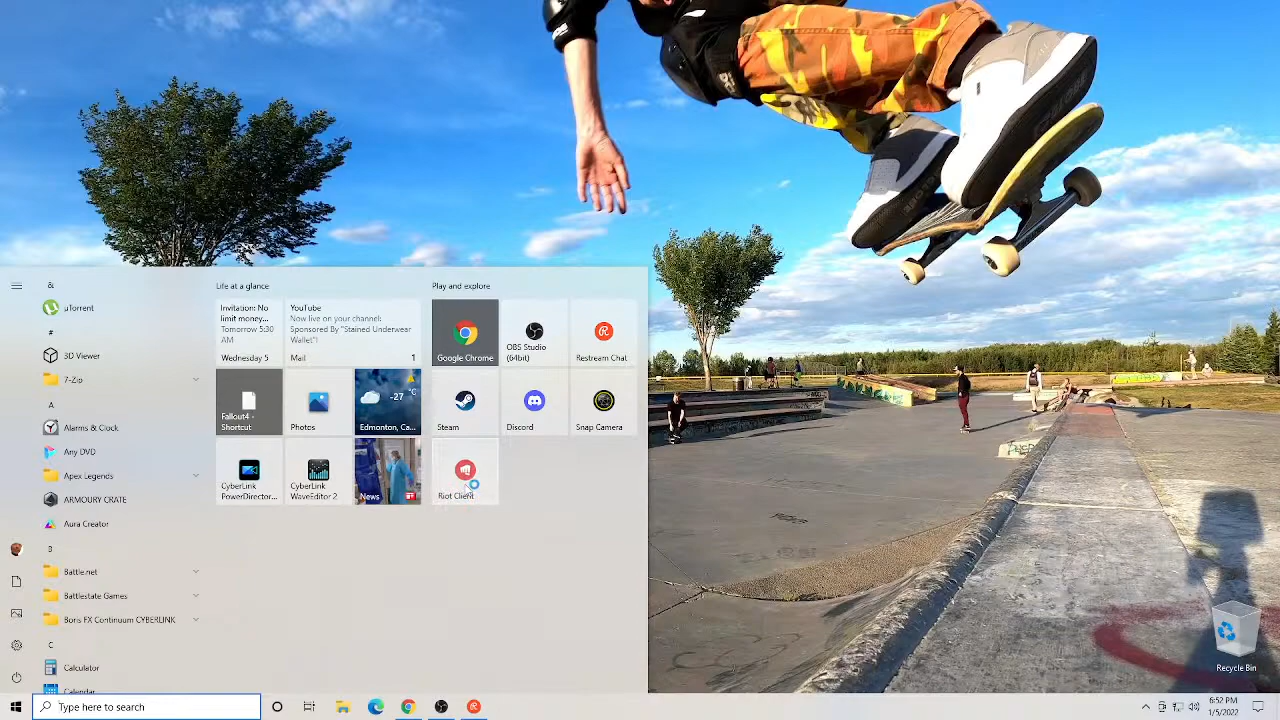 &
uTorrent
#
3D Viewer
7-Zip
A
Alarms & Clock
Any DVD
Apex Legends
ARMOURY CRATE
Aura Creator
B
Battle.net
Battlestate Games
Boris FX Continuum CYBERLINK
C
Calculator
Calendar
Life at a glance
Invitation: No
limit money...
Tomorrow 5:30
AM
Wednesday 5
YouTube
Now live on your channel:
Sponsored By "Stained Underwear
Wallet"!
Mail
1
Fallout4 -
Shortcut
Photos
-27 °C
Edmonton, Ca...
CyberLink
PowerDirector...
CyberLink
WaveEditor 2
News
Play and explore
Google Chrome
OBS Studio
(64bit)
Restream Chat
Steam
Discord
Snap Camera
Riot Client
Recycle Bin
Type here to search
6:52 PM
1/5/2022